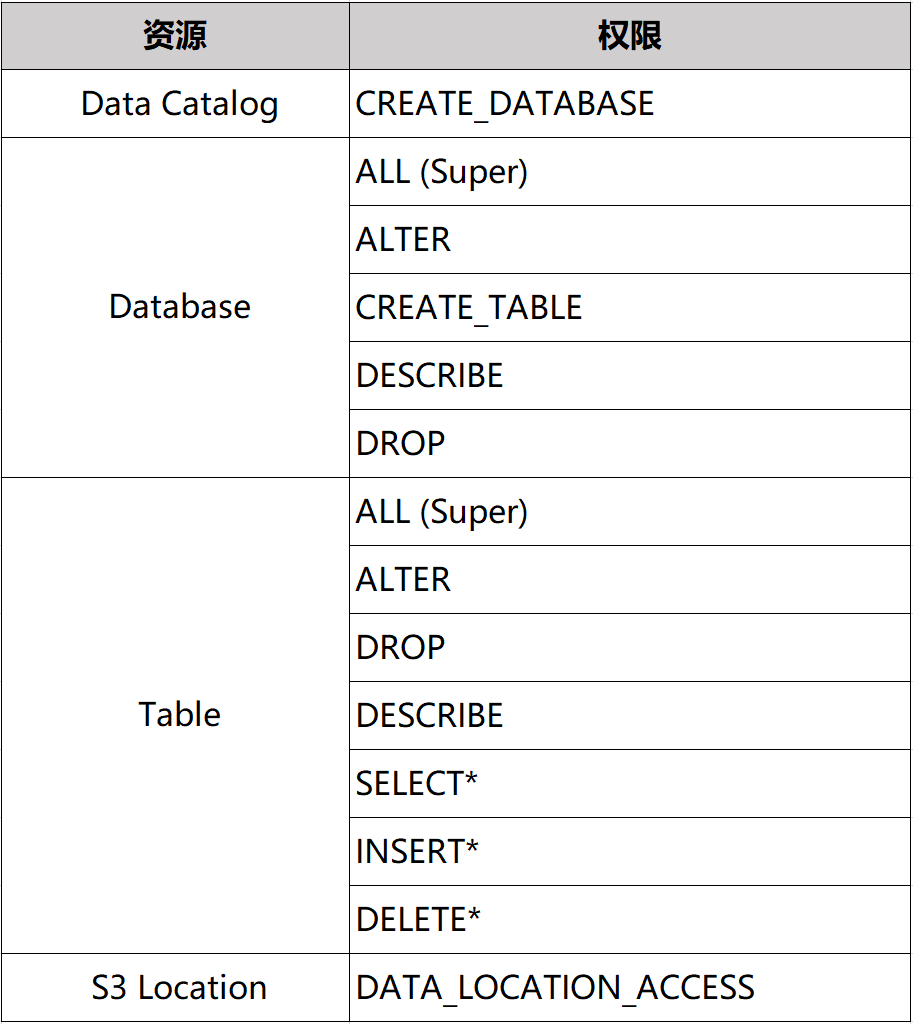 资源 权限
Data Catalog CREATE_DATABASE
Database
ALL (Super)
ALTER
CREATE_TABLE
DESCRIBE
DROP
Table
ALL (Super)
ALTER
DROP
DESCRIBE
SELECT*
INSERT*
DELETE*
S3 Location DATA_LOCATION_ACCESS